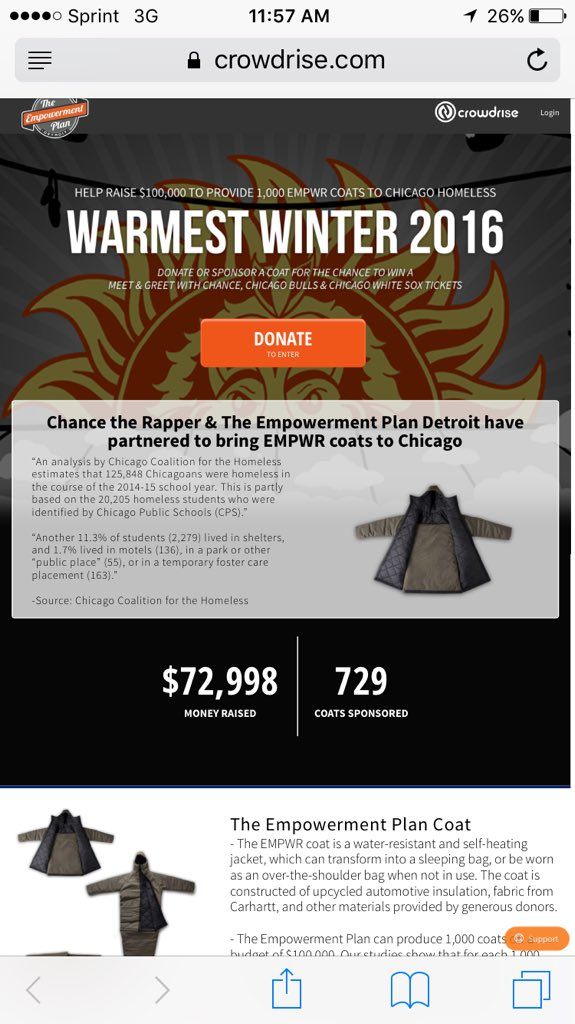 Sprint 3G
11:57 AM
26%
crowdrise.com
The
Empowerment
Plan
DETROIT
crowdrise
Login
HELP RAISE $100,000 TO PROVIDE 1,000 EMPWR COATS TO CHICAGO HOMELESS
WARMEST WINTER 2016
DONATE OR SPONSOR A COAT FOR THE CHANCE TO WIN A
MEET & GREET WITH CHANCE, CHICAGO BULLS & CHICAGO WHITE SOX TICKETS
DONATE
TO ENTER
Chance the Rapper & The Empowerment Plan Detroit have
partnered to bring EMPWR coats to Chicago
“An analysis by Chicago Coalition for the Homeless
estimates that 125,848 Chicagoans were homeless in
the course of the 2014-15 school year. This is partly
based on the 20,205 homeless students who were
identified by Chicago Public Schools (CPS).”
“Another 11.3% of students (2,279) lived in shelters,
and 1.7% lived in motels (136), in a park or other
“public place” (55), or in a temporary foster care
placement (163).”
-Source: Chicago Coalition for the Homeless
$72,998
MONEY RAISED
729
COATS SPONSORED
The Empowerment Plan Coat
- The EMPWR coat is a water-resistant and self-heating
jacket, which can transform into a sleeping bag, or be worn
as an over-the-shoulder bag when not in use. The coat is
constructed of upcycled automotive insulation, fabric from
Carhartt, and other materials provided by generous donors.
- The Empowerment Plan can produce 1,000 coats
Support
budget of $100,000. Our studies show that for each 1,000